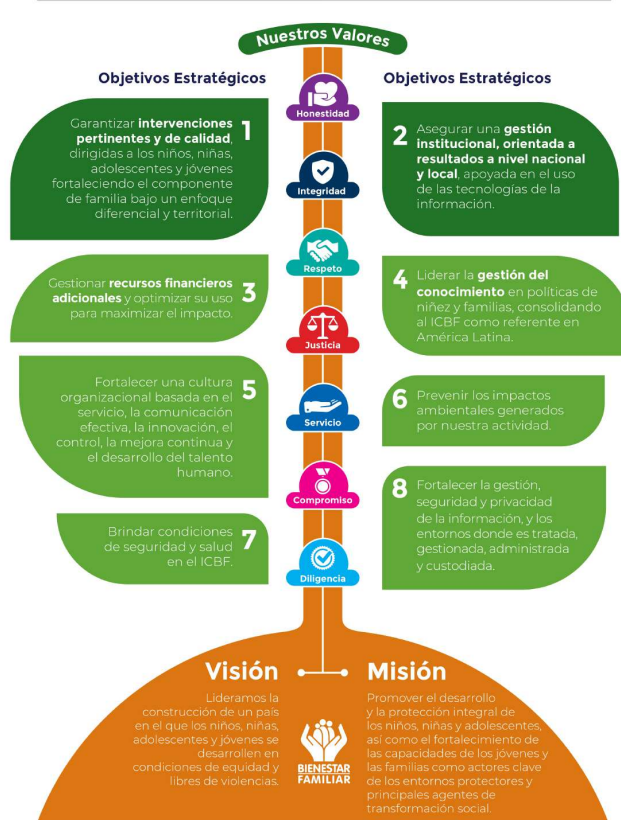 Nuestros Valores
Objetivos Estratégicos
Objetivos Estratégicos
Honestidad
1
Garantizar intervenciones
pertinentes y de calidad,
dirigidas a los niños, niñas,
adolescentes y jóvenes
fortaleciendo el componente
de familia bajo un enfoque
diferencial y territorial.
2
Asegurar una gestión
institucional, orientada a
resultados a nivel nacional
y local, apoyada en el uso
de las tecnologías de la
información.
Integridad
Respeto
3
Gestionar recursos financieros
adicionales y optimizar su uso
para maximizar el impacto.
4
Liderar la gestión del
conocimiento en políticas de
niñez y familias, consolidando
al ICBF como referente en
América Latina.
Justicia
5
Fortalecer una cultura
organizacional basada en el
servicio, la comunicación
efectiva, la innovación, el
control, la mejora continua y
el desarrollo del talento
humano.
6
Prevenir los impactos
ambientales generados
por nuestra actividad.
Servicio
Compromiso
7
Brindar condiciones
de seguridad y salud
en el ICBF.
8
Fortalecer la gestión,
seguridad y privacidad
de la información, y los
entornos donde es tratada,
gestionada, administrada
y custodiada.
Diligencia
Visión
Lideramos la
construcción de un país
en el que los niños, niñas,
adolescentes y jóvenes se
desarrollen en
condiciones de equidad y
libres de violencias.
BIENESTAR
FAMILIAR
Misión
Promover el desarrollo
y la protección integral de
los niños, niñas y adolescentes,
así como el fortalecimiento de
las capacidades de los jóvenes y
las familias como actores clave
de los entornos protectores y
principales agentes de
transformación social.